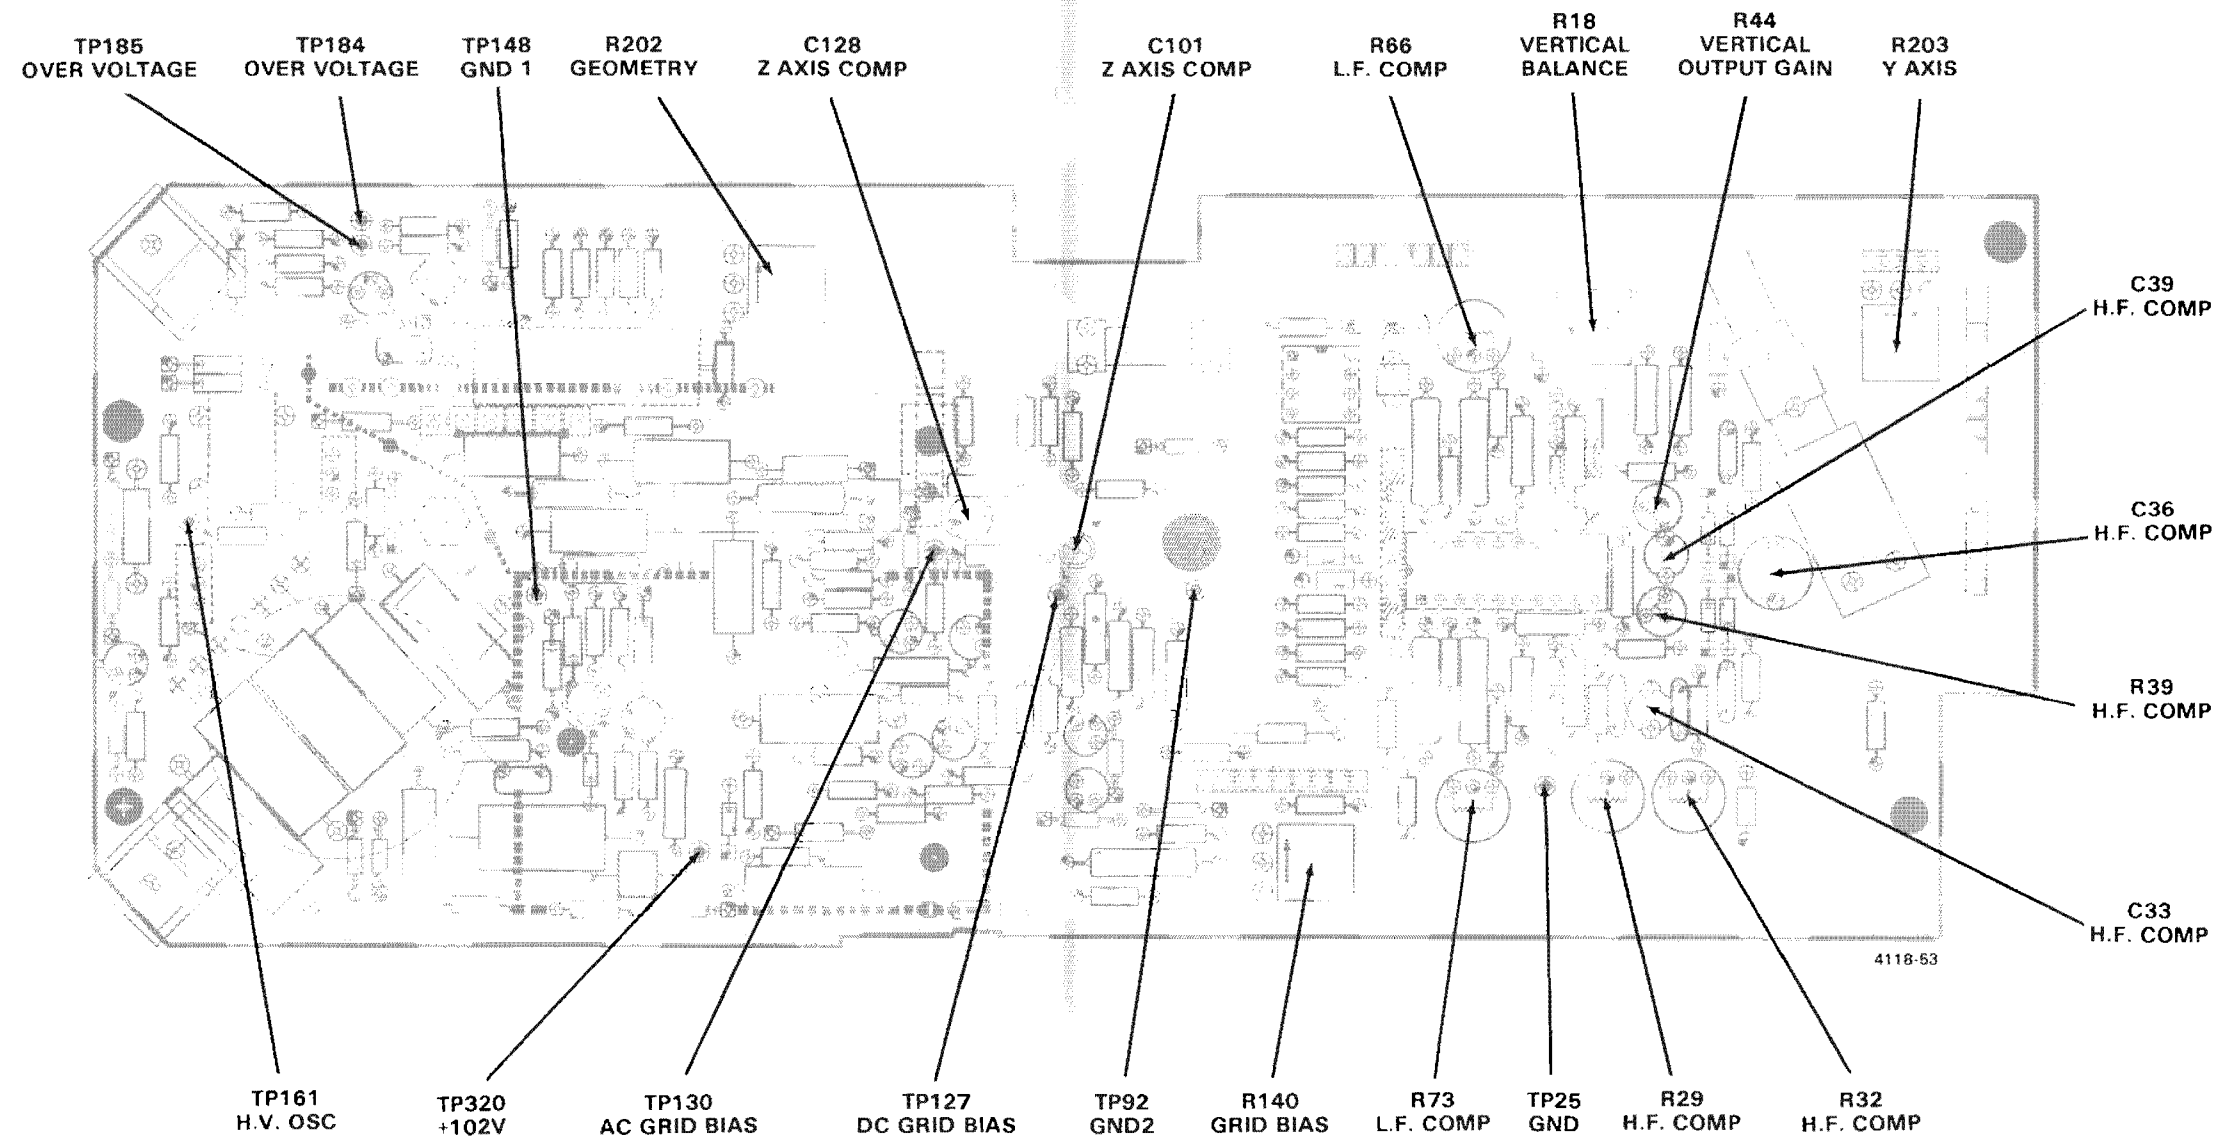 TP185
OVER VOLTAGE
TP184
OVER VOLTAGE
TP148
GND 1
R202
GEOMETRY
C128
Z AXIS COMP
C101
Z AXIS COMP
R66
L.F. COMP
R18
VERTICAL
BALANCE
R44
VERTICAL
OUTPUT GAIN
R203
Y AXIS
C39
H.F. COMP
C36
H.F. COMP
R39
H.F. COMP
C33
H.F. COMP
4118-53
TP161
H.V. OSC
TP320
+102V
TP130
AC GRID BIAS
TP127
DC GRID BIAS
TP92
GND2
R140
GRID BIAS
R73
L.F. COMP
TP25
GND
R29
H.F. COMP
R32
H.F. COMP